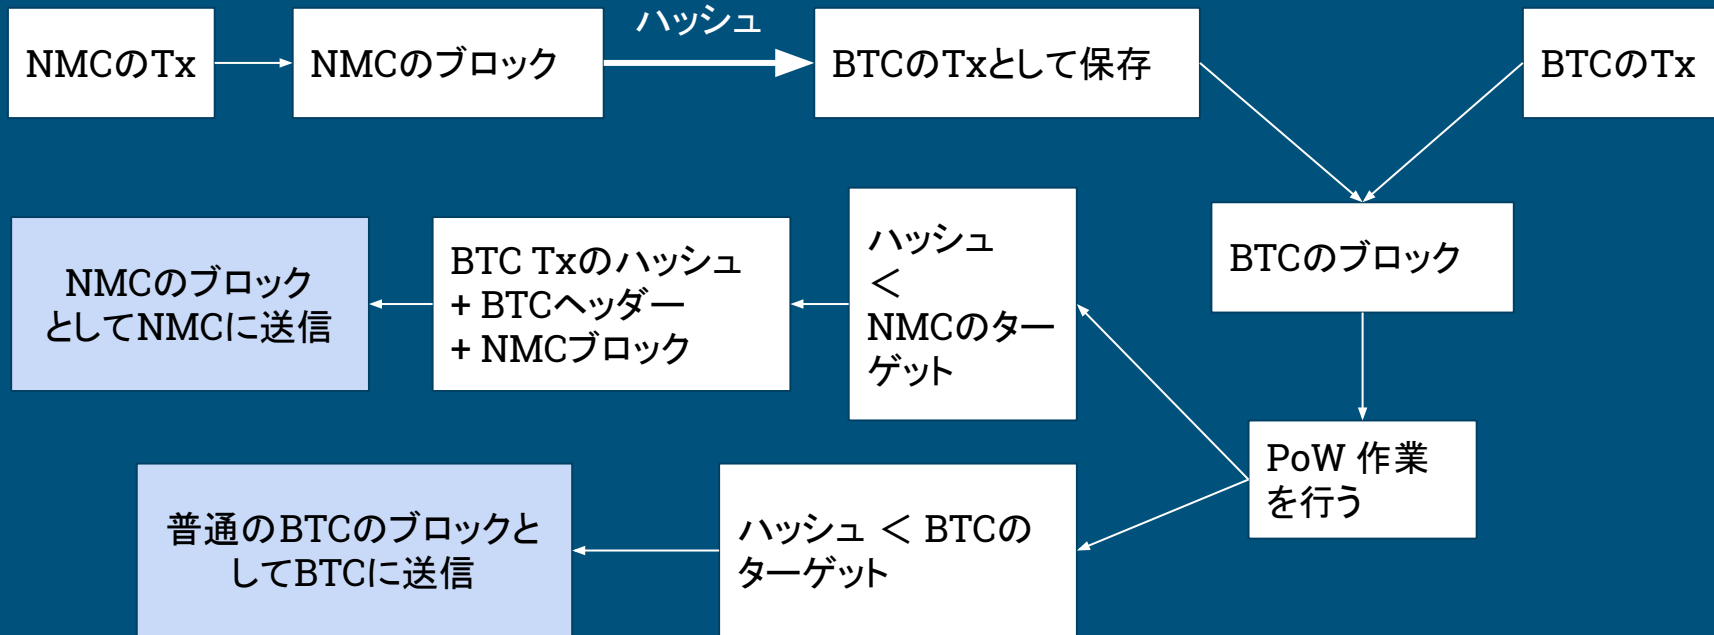 ハッシュ
NMCのTx
NMCのブロック
BTCのTxとして保存
BTCのTx
NMCのブロック
としてNMCに送信
BTC Txのハッシュ
+ BTCヘッダー
+ NMCブロック
ハッシュ
＜
NMCのター
ゲット
BTCのブロック
PoW 作業
を行う
普通のBTCのブロックと
してBTCに送信
ハッシュ ＜ BTCの
ターゲット